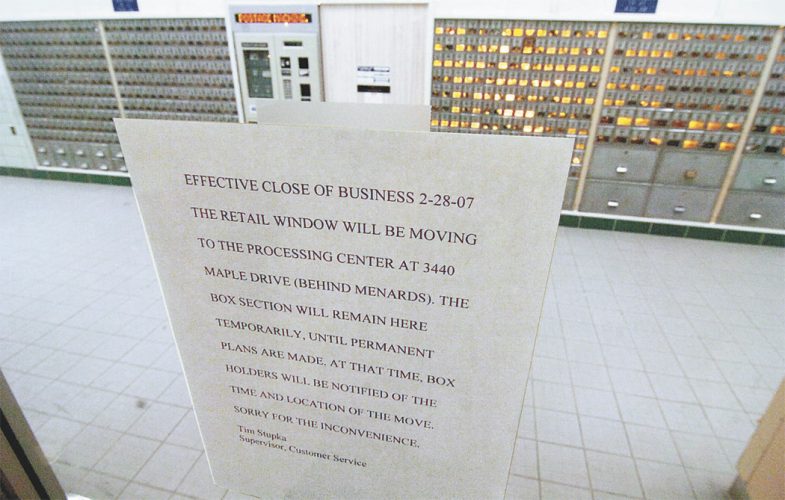 POSTAGE MACHINE
EFFECTIVE CLOSE OF BUSINESS 2-28-07
THE RETAIL WINDOW WILL BE MOVING
TO THE PROCESSING CENTER AT 3440
MAPLE DRIVE (BEHIND MENARDS). THE
BOX SECTION WILL REMAIN HERE
TEMPORARILY, UNTIL PERMANENT
PLANS ARE MADE. AT THAT TIME, BOX
HOLDERS WILL BE NOTIFIED OF THE
TIME AND LOCATION OF THE MOVE.
SORRY FOR THE INCONVENIENCE.
Tim Stupka
Supervisor, Customer Service